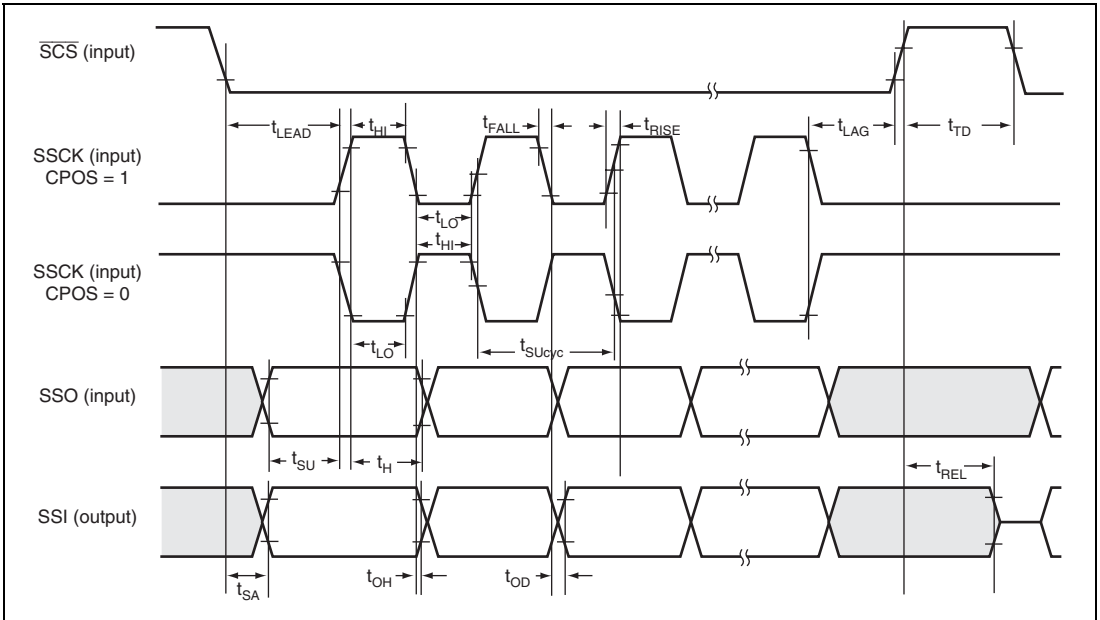 SCS (input)
tLEAD
tHI
tFALL
tRISE
tLAG
tTD
SSCK (input)
CPOS = 1
tLO
tHI
SSCK (input)
CPOS = 0
tLO
tSUcyc
SSO (input)
tSU
tH
tREL
SSI (output)
tSA
tOH
tOD